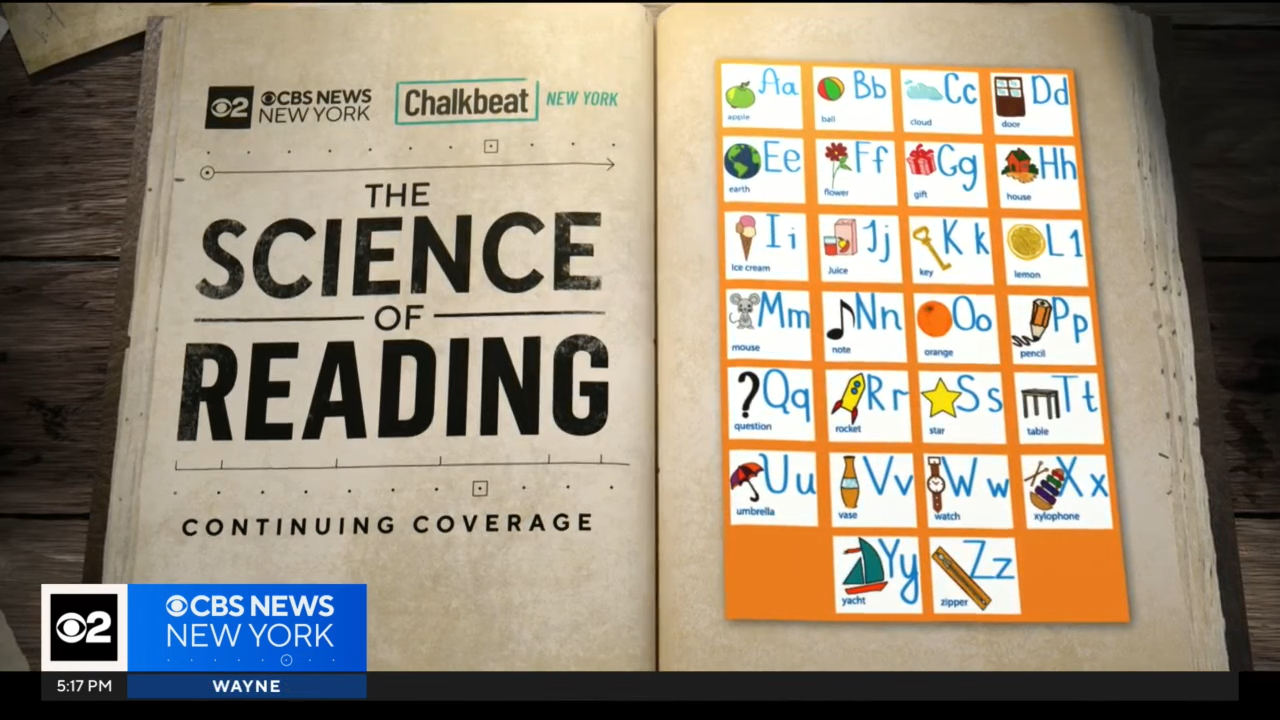 2 CBS NEWS NEW YORK
Chalkbeat NEW YORK
THE
SCIENCE
OF
READING
CONTINUING COVERAGE
Aa
apple
Bb
ball
Cc
cloud
Dd
door
Ee
earth
Ff
flower
Gg
gift
Hh
house
Ii
Ice cream
Jj
Juice
Kk
key
Ll
lemon
Mm
mouse
Nn
note
Oo
orange
Pp
pencil
?
Qq
question
Rr
rocket
Ss
star
Tt
table
Uu
umbrella
Vv
vase
Ww
watch
Xx
xylophone
Yy
yacht
Zz
zipper
2
CBS NEWS
NEW YORK
5:17 PM
WAYNE